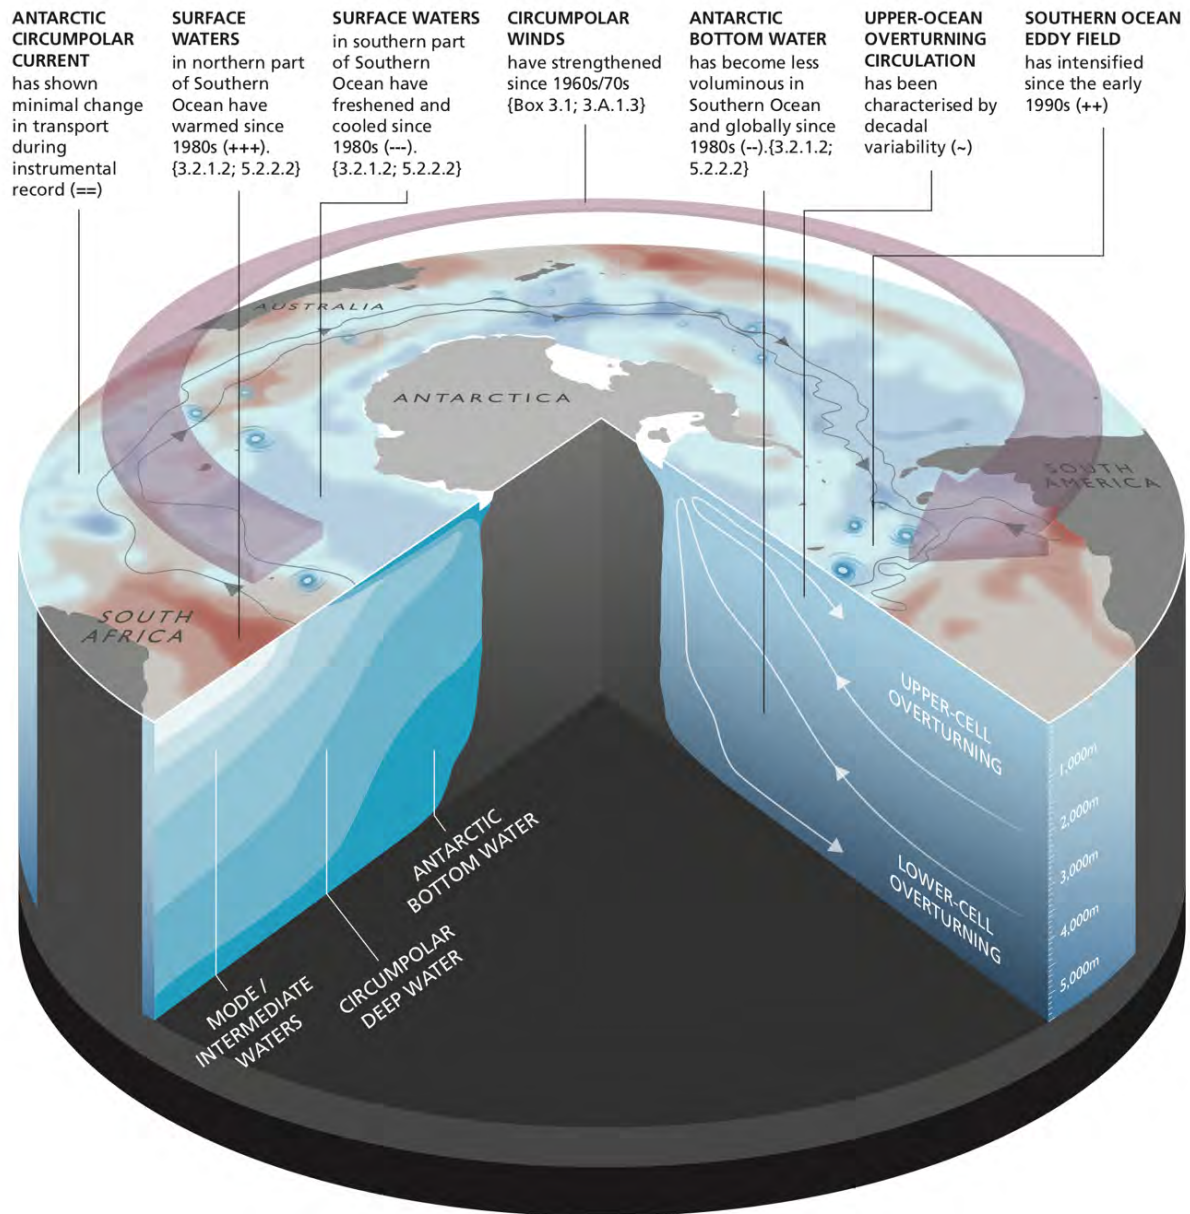 ANTARCTIC
CIRCUMPOLAR
CURRENT
has shown
minimal change
in transport
during
instrumental
record (==)
SURFACE
WATERS
in northern part
of Southern
Ocean have
warmed since
1980s (+++).
{3.2.1.2; 5.2.2.2}
SURFACE WATERS
in southern part
of Southern
Ocean have
freshened and
cooled since
1980s (---).
{3.2.1.2; 5.2.2.2}
CIRCUMPOLAR
WINDS
have strengthened
since 1960s/70s
{Box 3.1; 3.A.1.3}
ANTARCTIC
BOTTOM WATER
has become less
voluminous in
Southern Ocean
and globally since
1980s (--).{3.2.1.2;
5.2.2.2}
UPPER-OCEAN
OVERTURNING
CIRCULATION
has been
characterised by
decadal
variability (~)
SOUTHERN OCEAN
EDDY FIELD
has intensified
since the early
1990s (++)
AUSTRALIA
ANTARCTICA
SOUTH
AMERICA
SOUTH
AFRICA
UPPER-CELL
OVERTURNING
LOWER-CELL
OVERTURNING
1,000m
2,000m
3,000m
4,000m
5,000m
ANTARCTIC
BOTTOM WATER
CIRCUMPOLAR
DEEP WATER
MODE /
INTERMEDIATE
WATERS